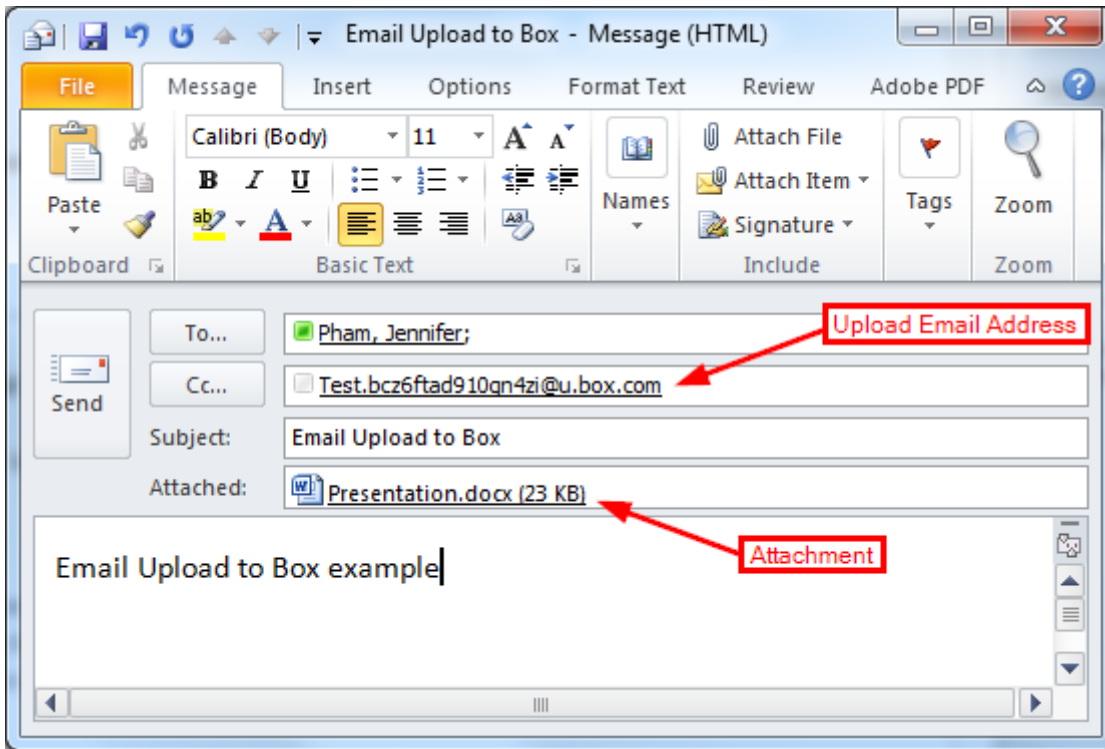 Email Upload to Box - Message (HTML)
File Message Insert Options Format Text Review Adobe PDF
Calibri (Body) 11 A A Attach File
B I U Attach Item
Paste Names Tags Zoom
ab A Aa Signature
Clipboard Basic Text Include Zoom
Upload Email Address
To... Pham, Jennifer;
Cc... Test.bcz6ftad910qn4zi@u.box.com
Send
Subject: Email Upload to Box
Attached: Presentation.docx (23 KB)
Attachment
Email Upload to Box example